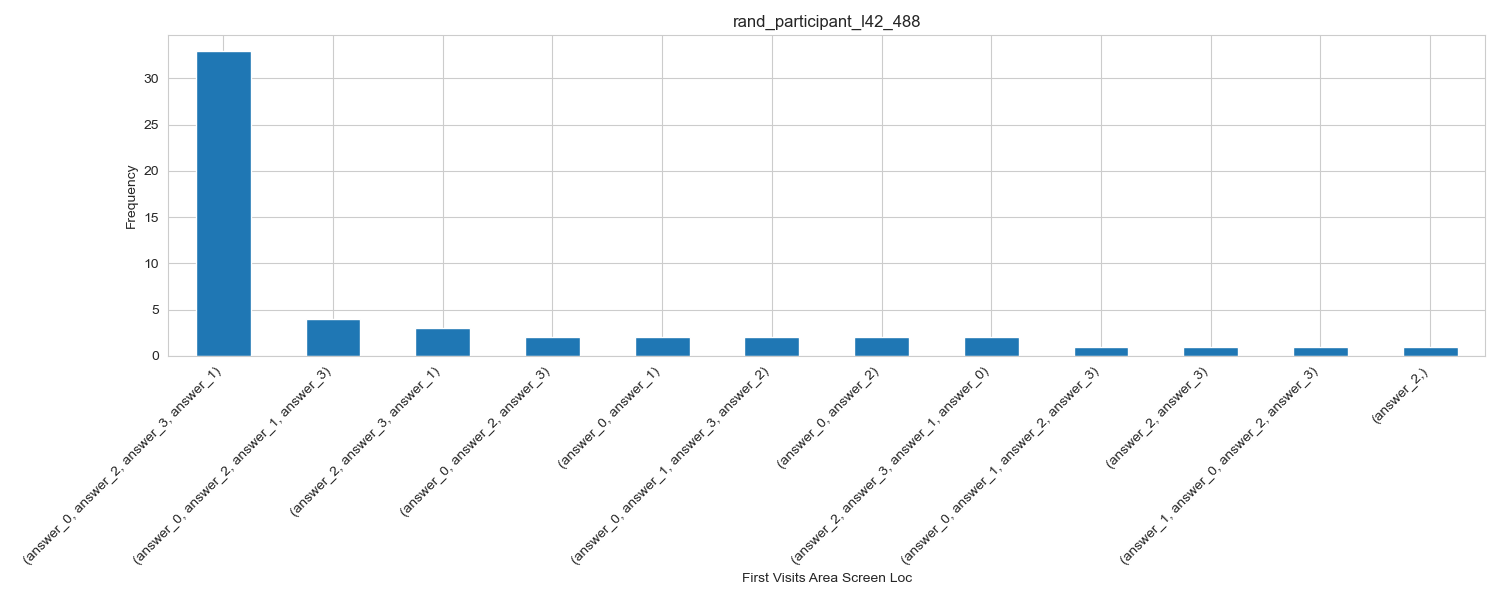 rand_participant_l42_488
Frequency
30
25
20
15
10
5
0
(answer_0, answer_2, answer_3, answer_1)
(answer_0, answer_2, answer_1, answer_3)
(answer_2, answer_3, answer_1)
(answer_0, answer_2, answer_3)
(answer_0, answer_1)
(answer_0, answer_1, answer_3, answer_2)
(answer_0, answer_2)
(answer_2, answer_3, answer_1, answer_0)
(answer_0, answer_1, answer_2, answer_3)
(answer_2, answer_3)
(answer_1, answer_0, answer_2, answer_3)
(answer_2,)
First Visits Area Screen Loc